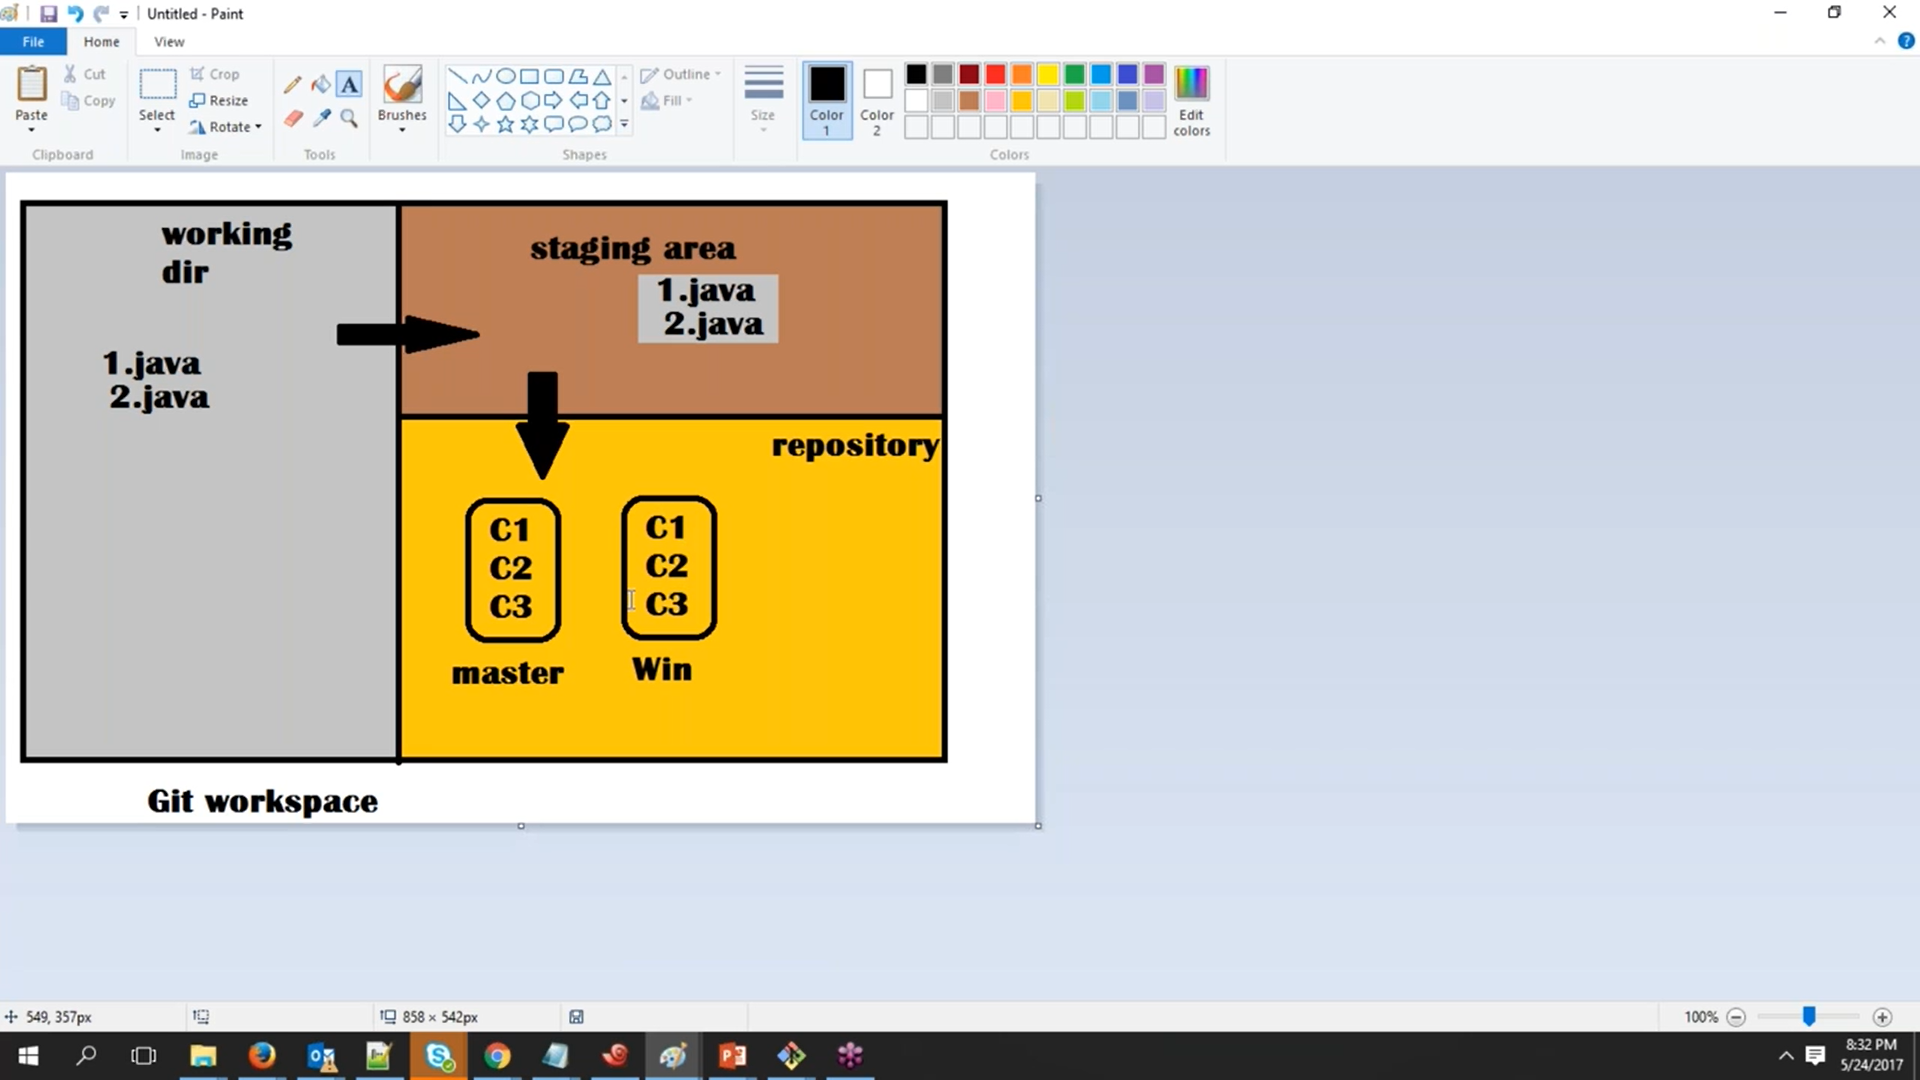 Untitled - Paint
File Home View
Paste
Cut
Copy
Clipboard
Select
Crop
Resize
Rotate
Image
Tools
Brushes
Shapes
Outline
Fill
Size
Color 1
Color 2
Edit colors
Colors
working
dir
1.java
2.java
staging area
1.java
2.java
repository
C1
C2
C3
master
C1
C2
C3
Win
Git workspace
549, 357px
858 × 542px
100%
8:32 PM
5/24/2017